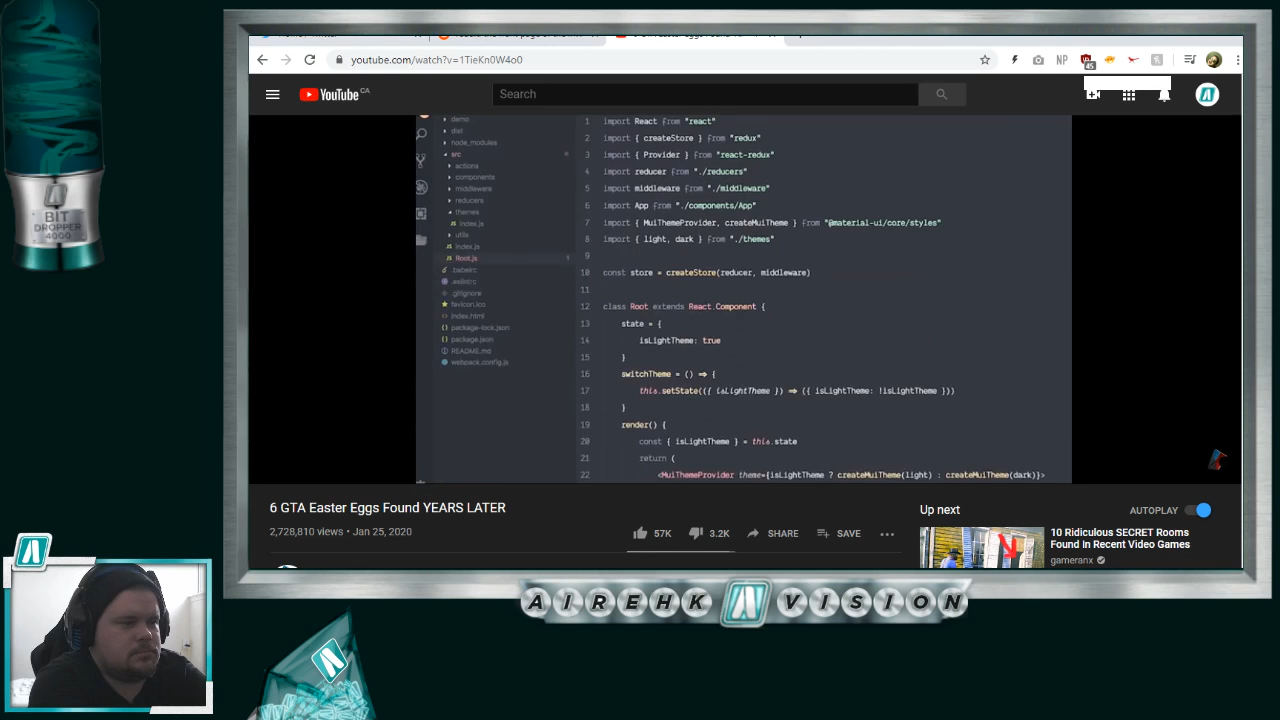 youtube.com/watch?v=1TieKn0W4o0
NP
45
YouTube CA
Search
demo
dist
node_modules
src
actions
components
middleware
reducers
themes
index.js
utils
index.js
Root.js 1
.babelrc
.eslintrc
.gitignore
favicon.ico
index.html
package-lock.json
package.json
README.md
webpack.config.js
1 import React from "react"
2 import { createStore } from "redux"
3 import { Provider } from "react-redux"
4 import reducer from "./reducers"
5 import middleware from "./middleware"
6 import App from "./components/App"
7 import { MuiThemeProvider, createMuiTheme } from "@material-ui/core/styles"
8 import { light, dark } from "./themes"
9
10 const store = createStore(reducer, middleware)
11
12 class Root extends React.Component {
13 state = {
14 isLightTheme: true
15 }
16 switchTheme = () => {
17 this.setState(({ isLightTheme }) => ({ isLightTheme: !isLightTheme }))
18 }
19 render() {
20 const { isLightTheme } = this.state
21 return (
22 <MuiThemeProvider theme={isLightTheme ? createMuiTheme(light) : createMuiTheme(dark)}>
6 GTA Easter Eggs Found YEARS LATER
2,728,810 views • Jan 25, 2020
57K 3.2K SHARE SAVE
Up next
AUTOPLAY
10 Ridiculous SECRET Rooms
Found In Recent Video Games
gameranx
BIT
DROPPER
4000
AIREHK VISION